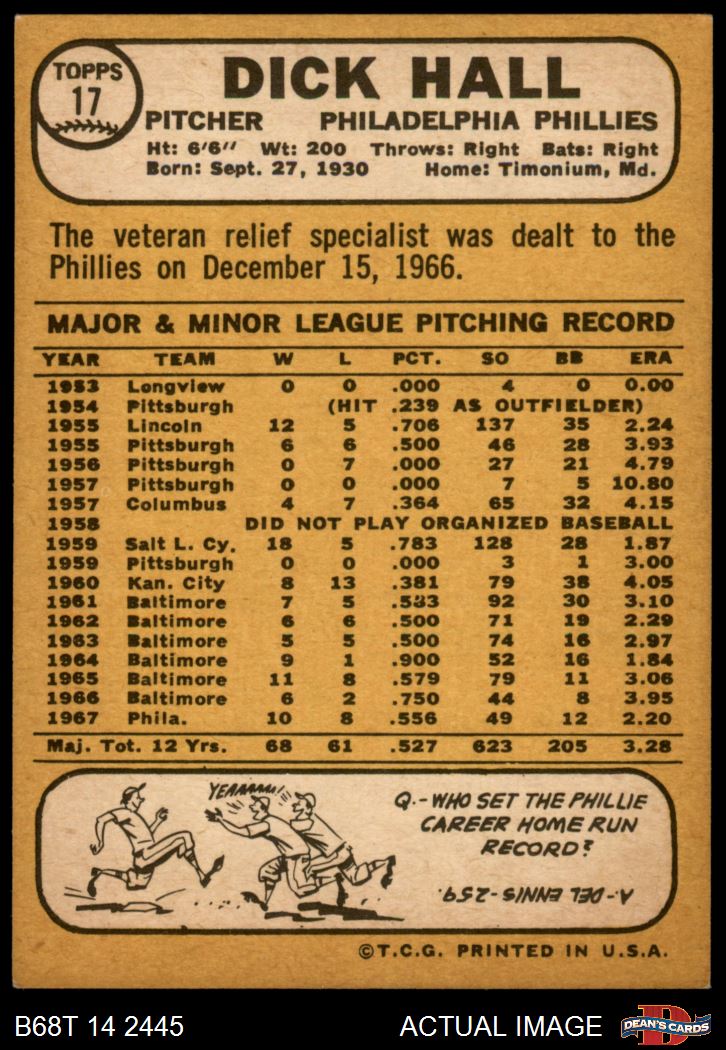 TOPPS
17
DICK HALL
PITCHER PHILADELPHIA PHILLIES
Ht: 6'6" Wt: 200 Throws: Right Bats: Right
Born: Sept. 27, 1930 Home: Timonium, Md.
The veteran relief specialist was dealt to the
Phillies on December 15, 1966.
MAJOR & MINOR LEAGUE PITCHING RECORD
YEAR TEAM W L PCT. SO BB ERA
1953 Longview 0 0 .000 4 0 0.00
1954 Pittsburgh (HIT .239 AS OUTFIELDER)
1955 Lincoln 12 5 .706 137 35 2.24
1955 Pittsburgh 6 6 .500 46 28 3.93
1956 Pittsburgh 0 7 .000 27 21 4.79
1957 Pittsburgh 0 0 .000 7 5 10.80
1957 Columbus 4 7 .364 65 32 4.15
1958 DID NOT PLAY ORGANIZED BASEBALL
1959 Salt L. Cy. 18 5 .783 128 28 1.87
1959 Pittsburgh 0 0 .000 3 1 3.00
1960 Kan. City 8 13 .381 79 38 4.05
1961 Baltimore 7 5 .583 92 30 3.10
1962 Baltimore 6 6 .500 71 19 2.29
1963 Baltimore 5 5 .500 74 16 2.97
1964 Baltimore 9 1 .900 52 16 1.84
1965 Baltimore 11 8 .579 79 11 3.06
1966 Baltimore 6 2 .750 44 8 3.95
1967 Phila. 10 8 .556 49 12 2.20
Maj. Tot. 12 Yrs. 68 61 .527 623 205 3.28
YEAAAAA!
Q.-WHO SET THE PHILLIE
CAREER HOME RUN
RECORD?
A-DEL ENNIS-259.
©T.C.G. PRINTED IN U.S.A.
B68T 14 2445 ACTUAL IMAGE
DEAN'S CARDS